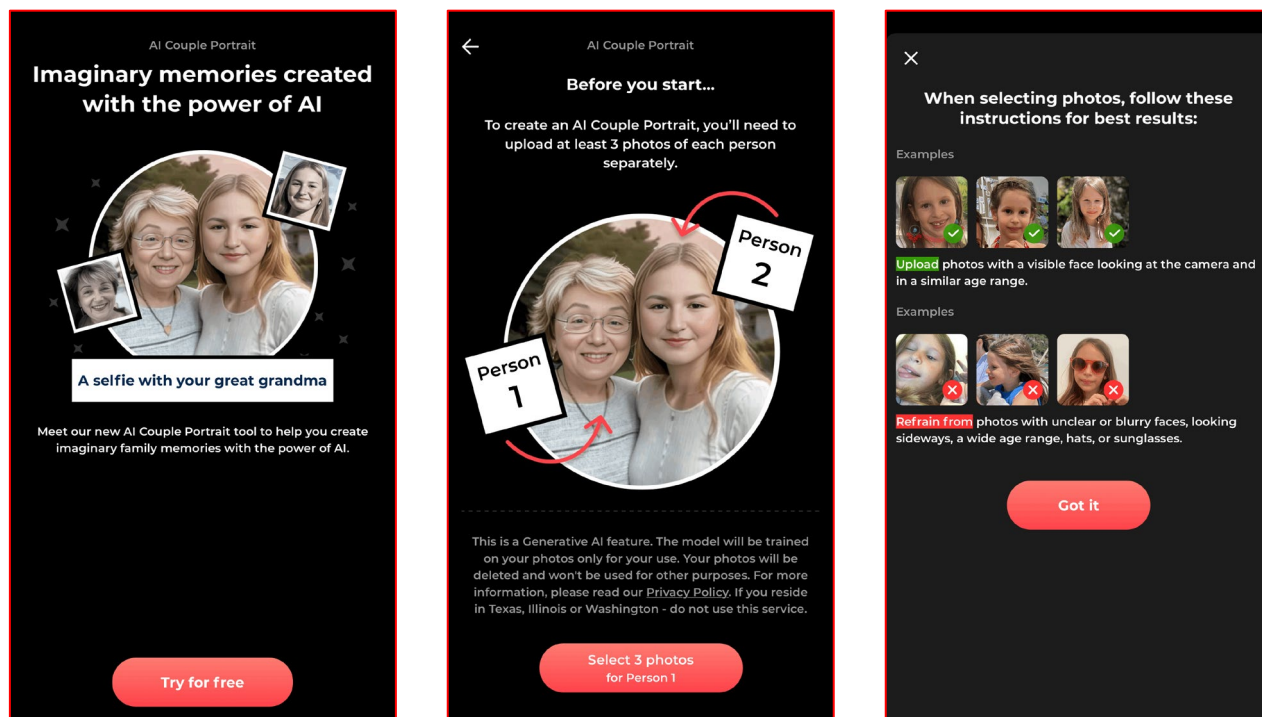 AI Couple Portrait
Imaginary memories created
with the power of AI
A selfie with your great grandma
Meet our new AI Couple Portrait tool to help you create
imaginary family memories with the power of AI.
Try for free
AI Couple Portrait
Before you start...
To create an AI Couple Portrait, you’ll need to
upload at least 3 photos of each person
separately.
Person
2
Person
1
This is a Generative AI feature. The model will be trained
on your photos only for your use. Your photos will be
deleted and won't be used for other purposes. For more
information, please read our Privacy Policy. If you reside
in Texas, Illinois or Washington - do not use this service.
Select 3 photos
for Person 1
When selecting photos, follow these
instructions for best results:
Examples
Upload photos with a visible face looking at the camera and
in a similar age range.
Examples
Refrain from photos with unclear or blurry faces, looking
sideways, a wide age range, hats, or sunglasses.
Got it